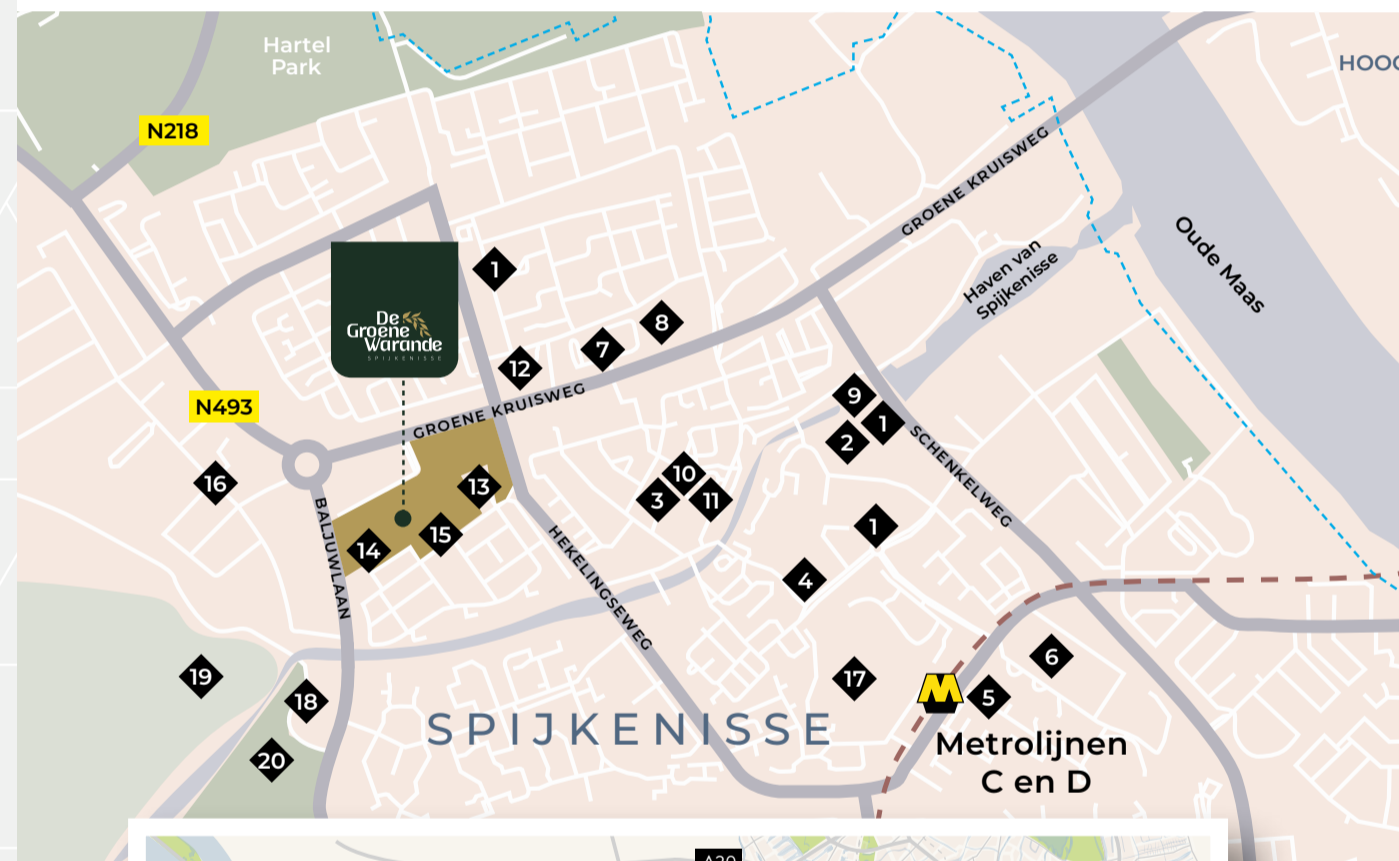 Hartel
Park
HOOG
N218
GROENE KRUISWEG
Oude Maas
Haven van
Spijkenisse
1
De
Groene
Warande
SPIJKENISSE
8
7
12
N493
GROENE KRUISWEG
9
1
2
SCHENKELWEG
16
13
10
3
11
BALJUWLAAN
14
15
HEKELINGSEWEG
1
4
19
18
17
6
5
M
SPIJKENISSE
20
Metrolijnen
C en D
A20